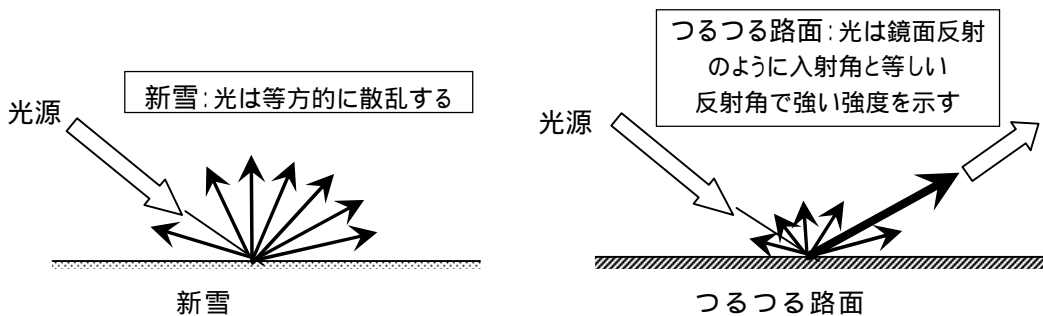 新雪：光は等方的に散乱する
光源
新雪
つるつる路面：光は鏡面反射
のように入射角と等しい
反射角で強い強度を示す
光源
つるつる路面